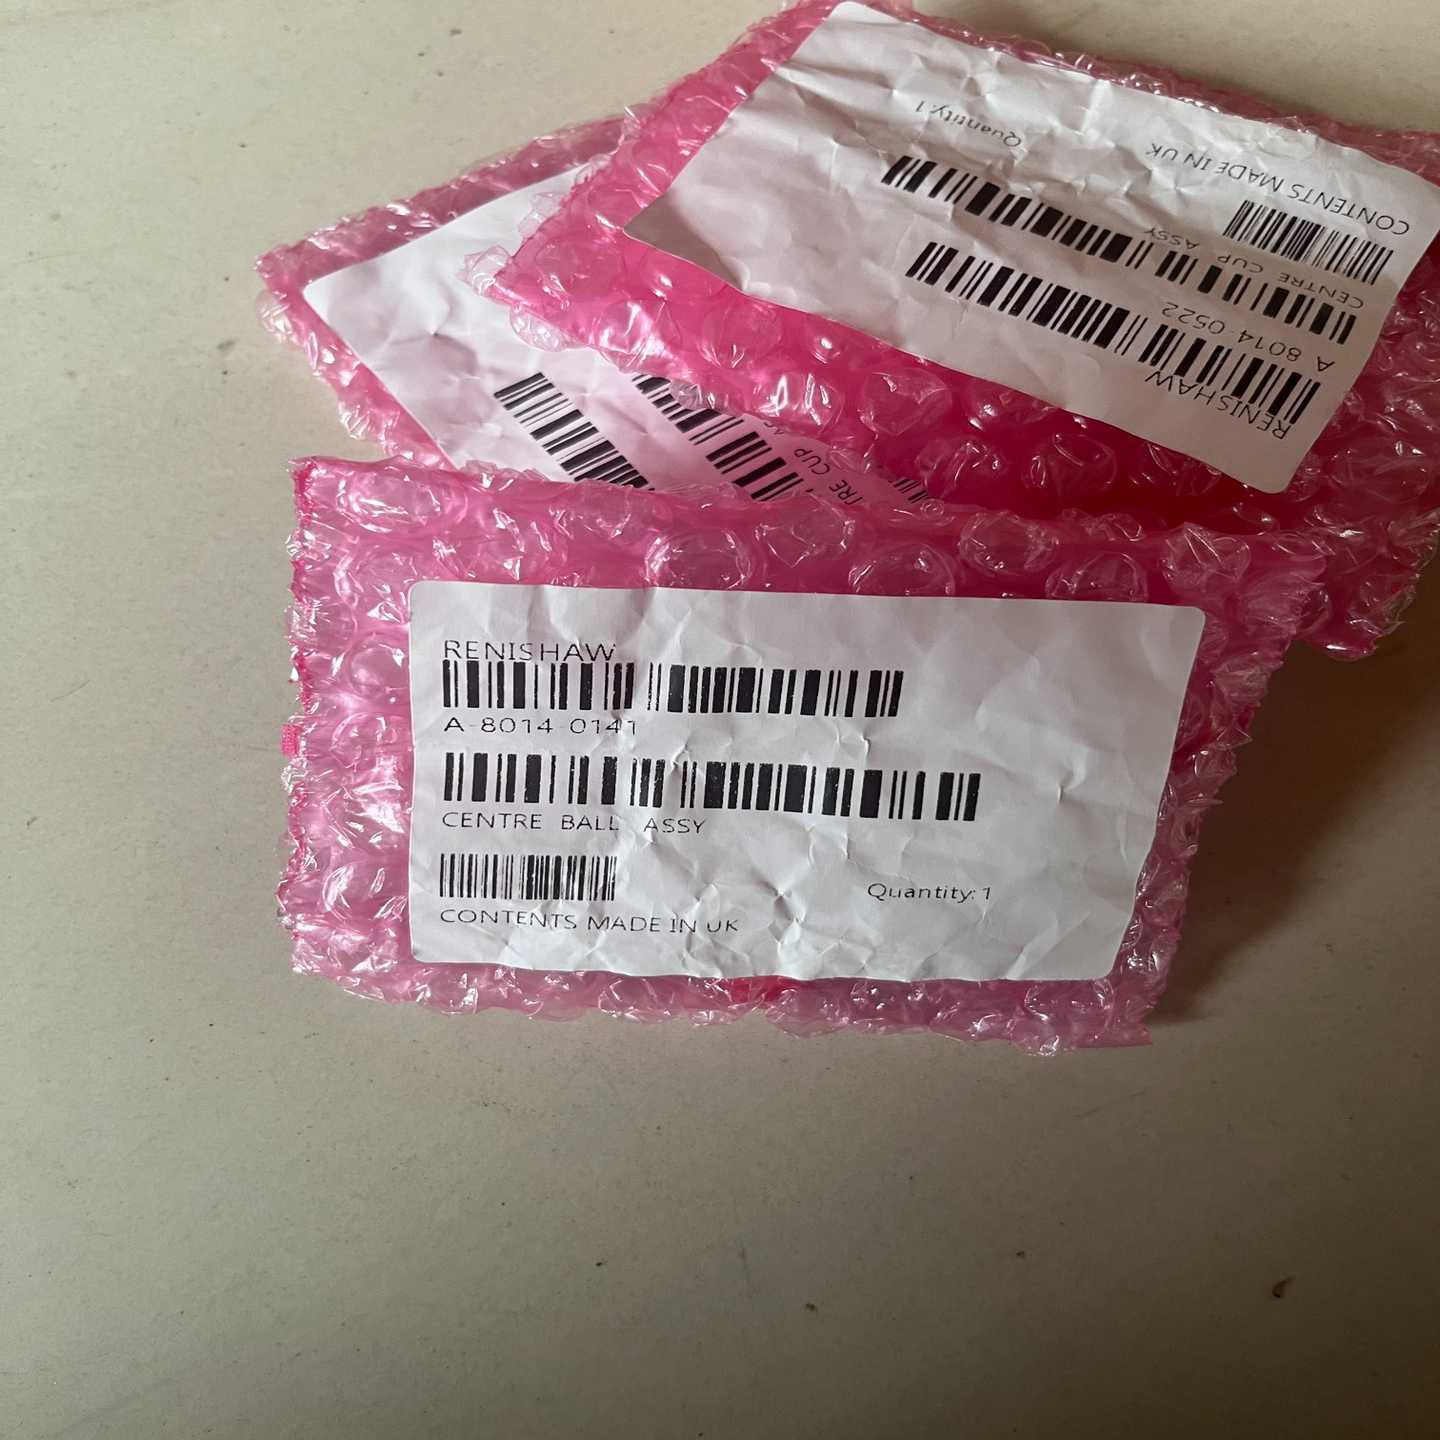 RENISHAW
A-8014-0141
CENTRE BALL ASSY
Quantity:1
CONTENTS MADE IN UK
RENISHAW
A 8014-0522
CENTRE CUP ASSY
CONTENTS MADE IN UK
Quantity:1
CUP